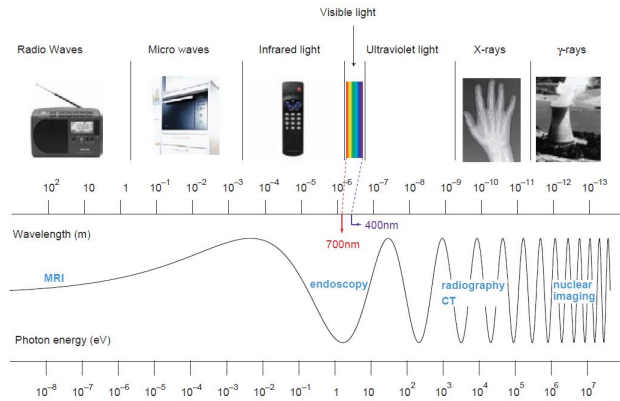 Visible light
Radio Waves Micro waves Infrared light Ultraviolet light X-rays γ-rays
10² 10 1 10⁻¹ 10⁻² 10⁻³ 10⁻⁴ 10⁻⁵ 10⁻⁶ 10⁻⁷ 10⁻⁸ 10⁻⁹ 10⁻¹⁰ 10⁻¹¹ 10⁻¹² 10⁻¹³
400nm
Wavelength (m)
700nm
MRI endoscopy radiography nuclear
CT imaging
Photon energy (eV)
10⁻⁸ 10⁻⁷ 10⁻⁶ 10⁻⁵ 10⁻⁴ 10⁻³ 10⁻² 10⁻¹ 1 10 10² 10³ 10⁴ 10⁵ 10⁶ 10⁷